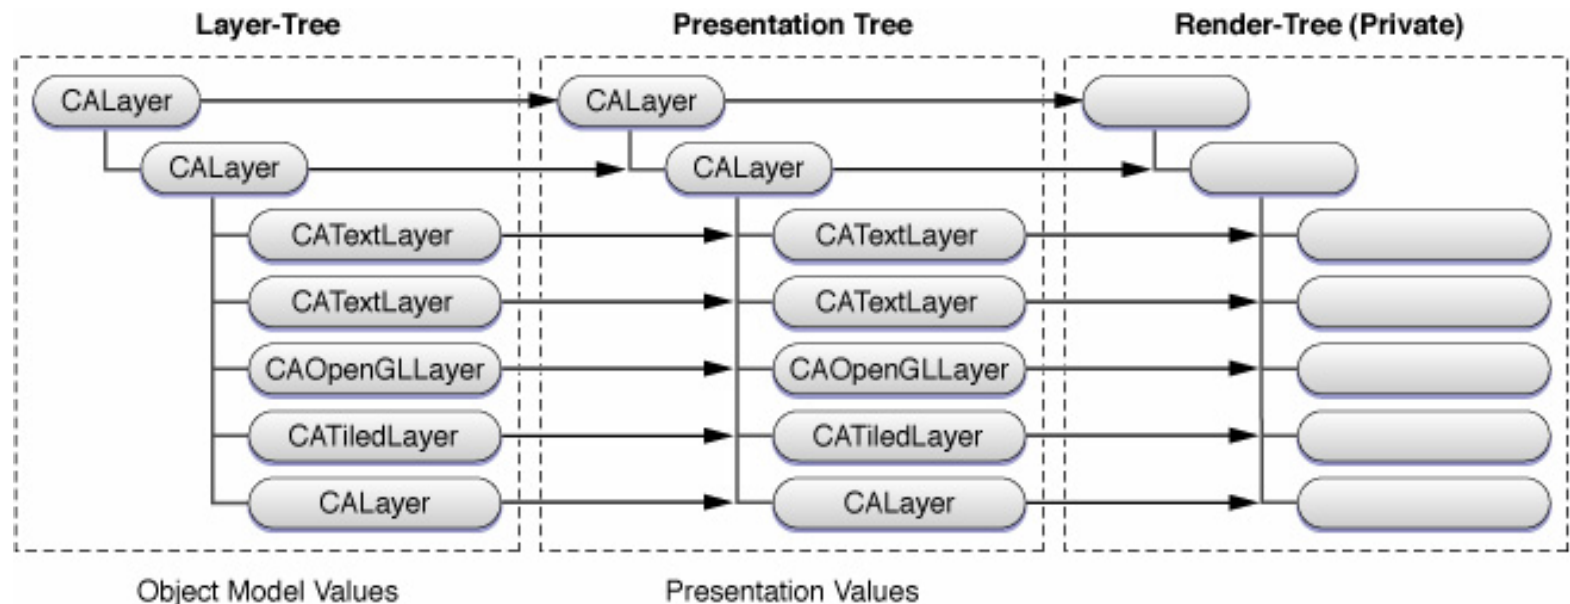 Layer-Tree Presentation Tree Render-Tree (Private)
CALayer CALayer
CALayer CALayer
CATextLayer CATextLayer
CATextLayer CATextLayer
CAOpenGLLayer CAOpenGLLayer
CATiledLayer CATiledLayer
CALayer CALayer
Object Model Values Presentation Values